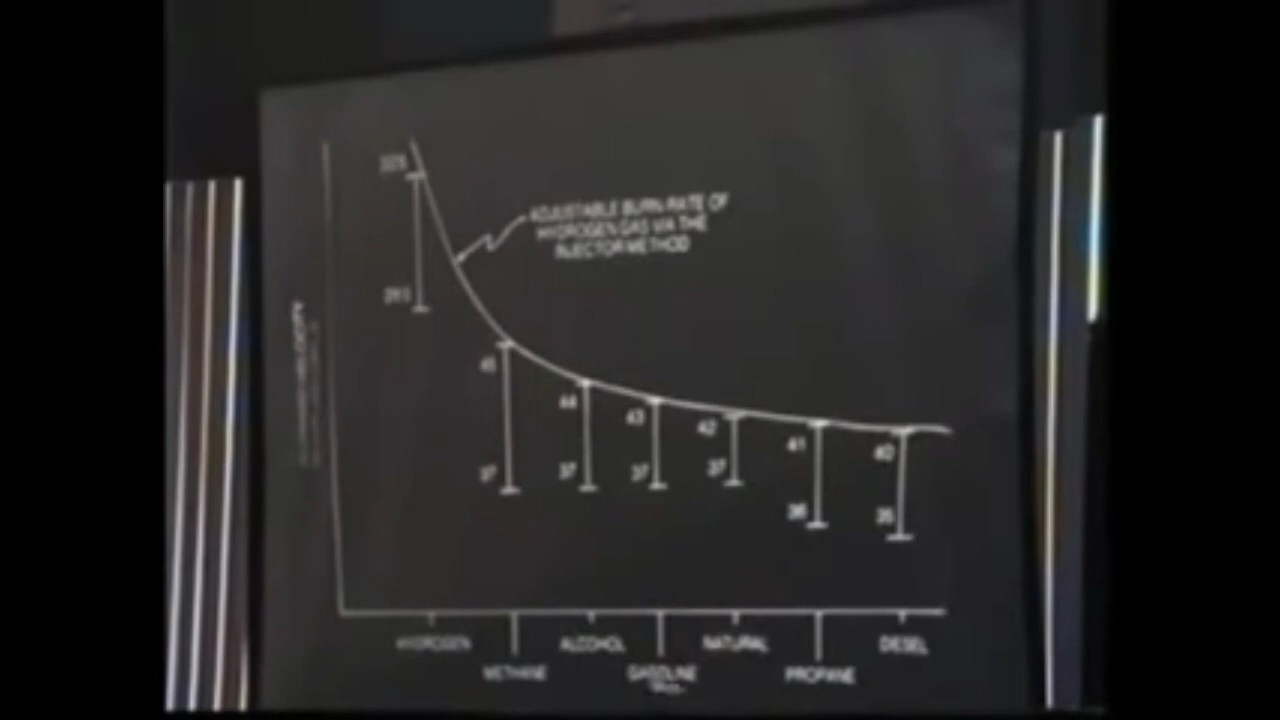 ADJUSTABLE BURN RATE OF
HYDROGEN GAS VIA THE
INJECTOR METHOD
45
44
43
42
41
40
37
37
37
37
36
35
HYDROGEN
ALCOHOL
NATURAL
DIESEL
METHANE
GASOLINE
PROPANE